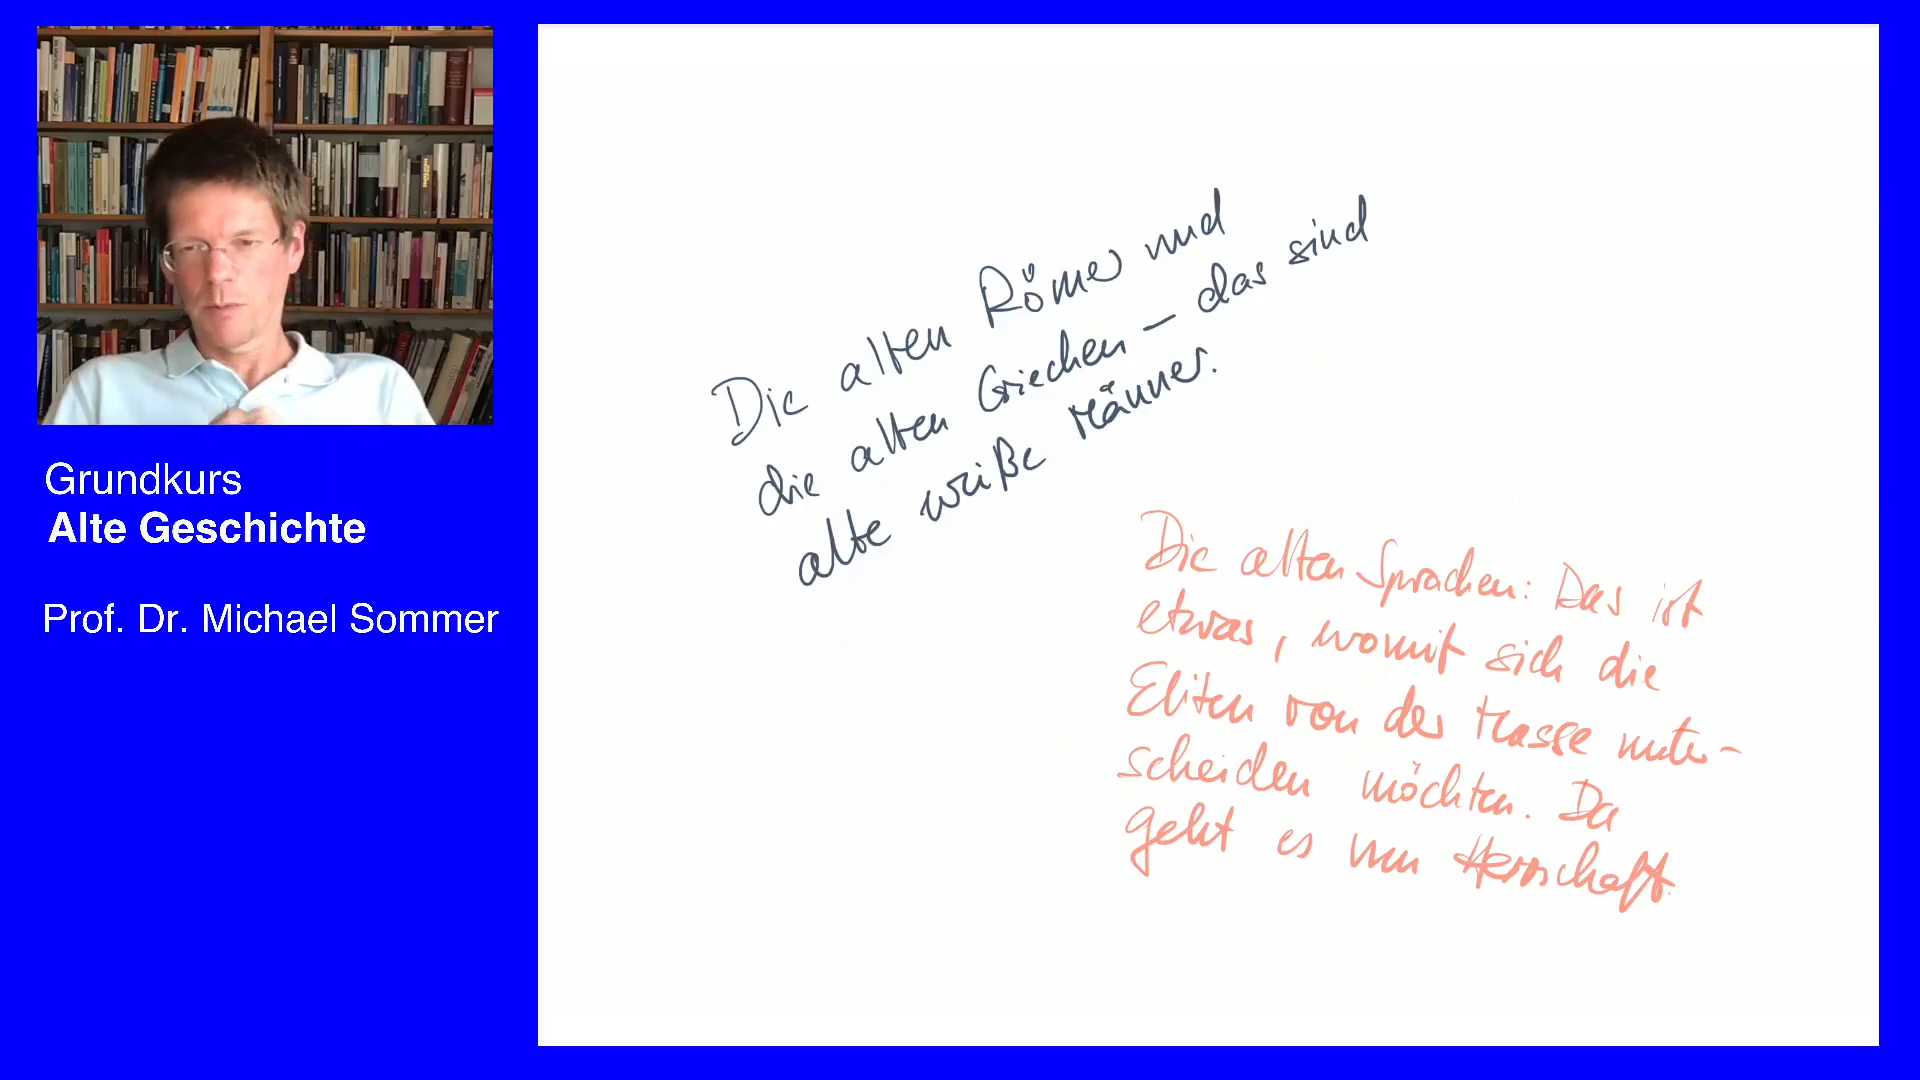 Grundkurs
Alte Geschichte
Prof. Dr. Michael Sommer
Die alten Römer und
die alten Griechen – das sind
alte weiße Männer.
Die alten Sprachen: Das ist
etwas, womit sich die
Eliten von der Masse unter-
scheiden möchten. Da
geht es um Herrschaft.